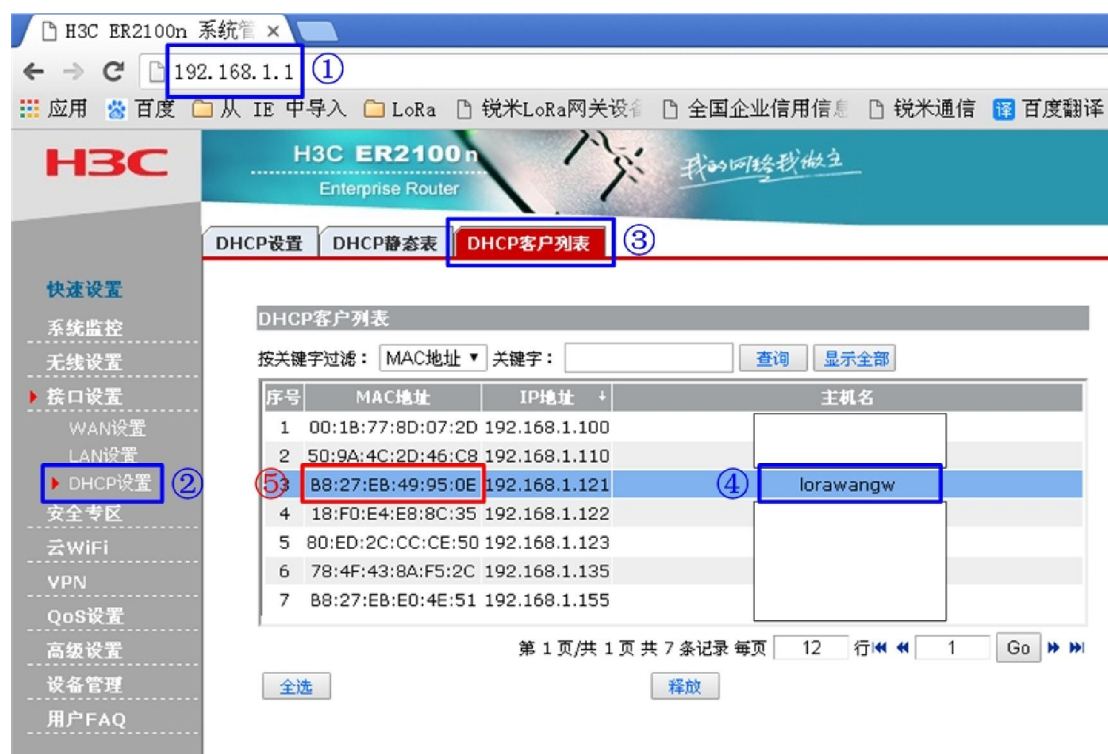 H3C ER2100n 系统管
192.168.1.1 ①
应用 百度 从 IE 中导入 LoRa 锐米LoRa网关设备 全国企业信用信息 锐米通信 译 百度翻译
H3C
H3C ER2100n
Enterprise Router
我的网络我做主
DHCP设置 DHCP静态表 DHCP客户列表 ③
快速设置
系统监控
无线设置
接口设置
WAN设置
LAN设置
DHCP设置 ②
安全专区
云WiFi
VPN
QoS设置
高级设置
设备管理
用户FAQ
DHCP客户列表
按关键字过滤： MAC地址 关键字： 查询 显示全部
序号 MAC地址 IP地址 主机名
1 00:1B:77:8D:07:2D 192.168.1.100
2 50:9A:4C:2D:46:C8 192.168.1.110
⑤ 3 B8:27:EB:49:95:0E 192.168.1.121 ④ lorawangw
4 18:F0:E4:E8:8C:35 192.168.1.122
5 80:ED:2C:CC:CE:50 192.168.1.123
6 78:4F:43:8A:F5:2C 192.168.1.135
7 B8:27:EB:E0:4E:51 192.168.1.155
第 1 页/共 1 页 共 7 条记录 每页 12 行 1 Go
全选 释放